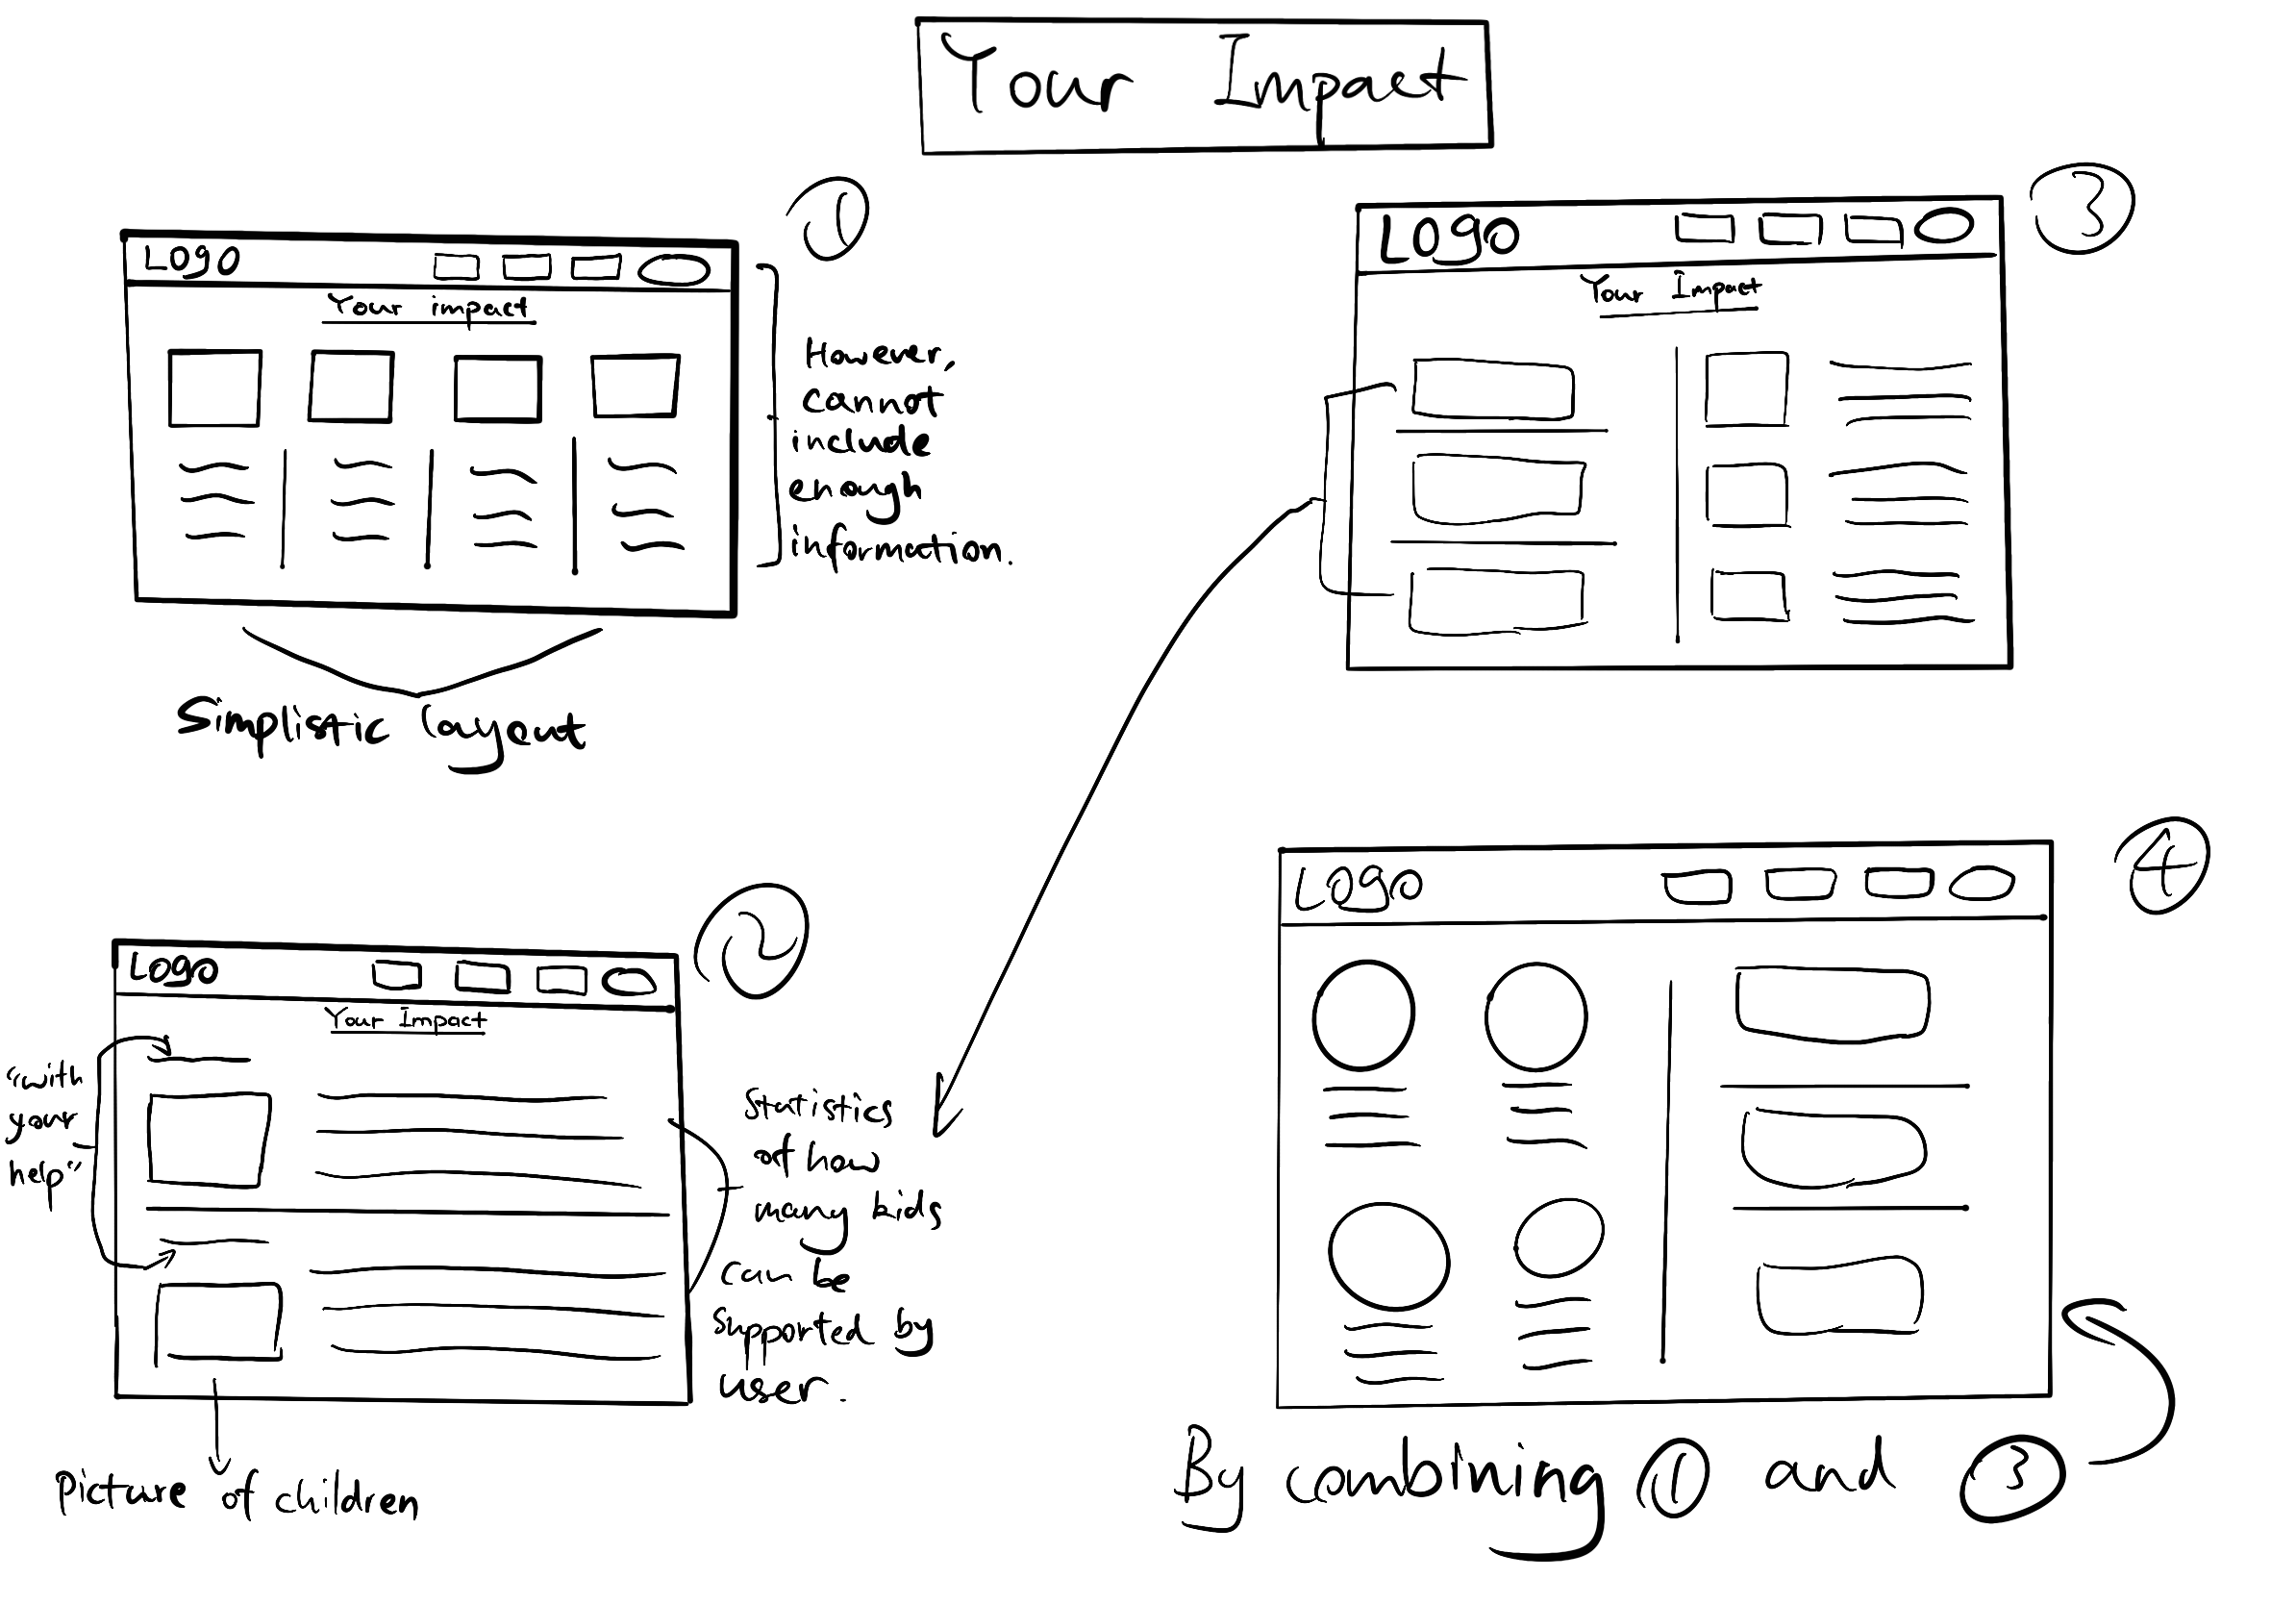 Your Impact
1
LOGO
Your impact
However,
cannot
include
enough
information.
Simplistic layout
3
LOGO
Your Impact
2
LOGO
Your Impact
"with
your
help"
Statistics
of how
many kids
can be
supported by
user.
Picture of children
4
LOGO
By combining 1 and 3